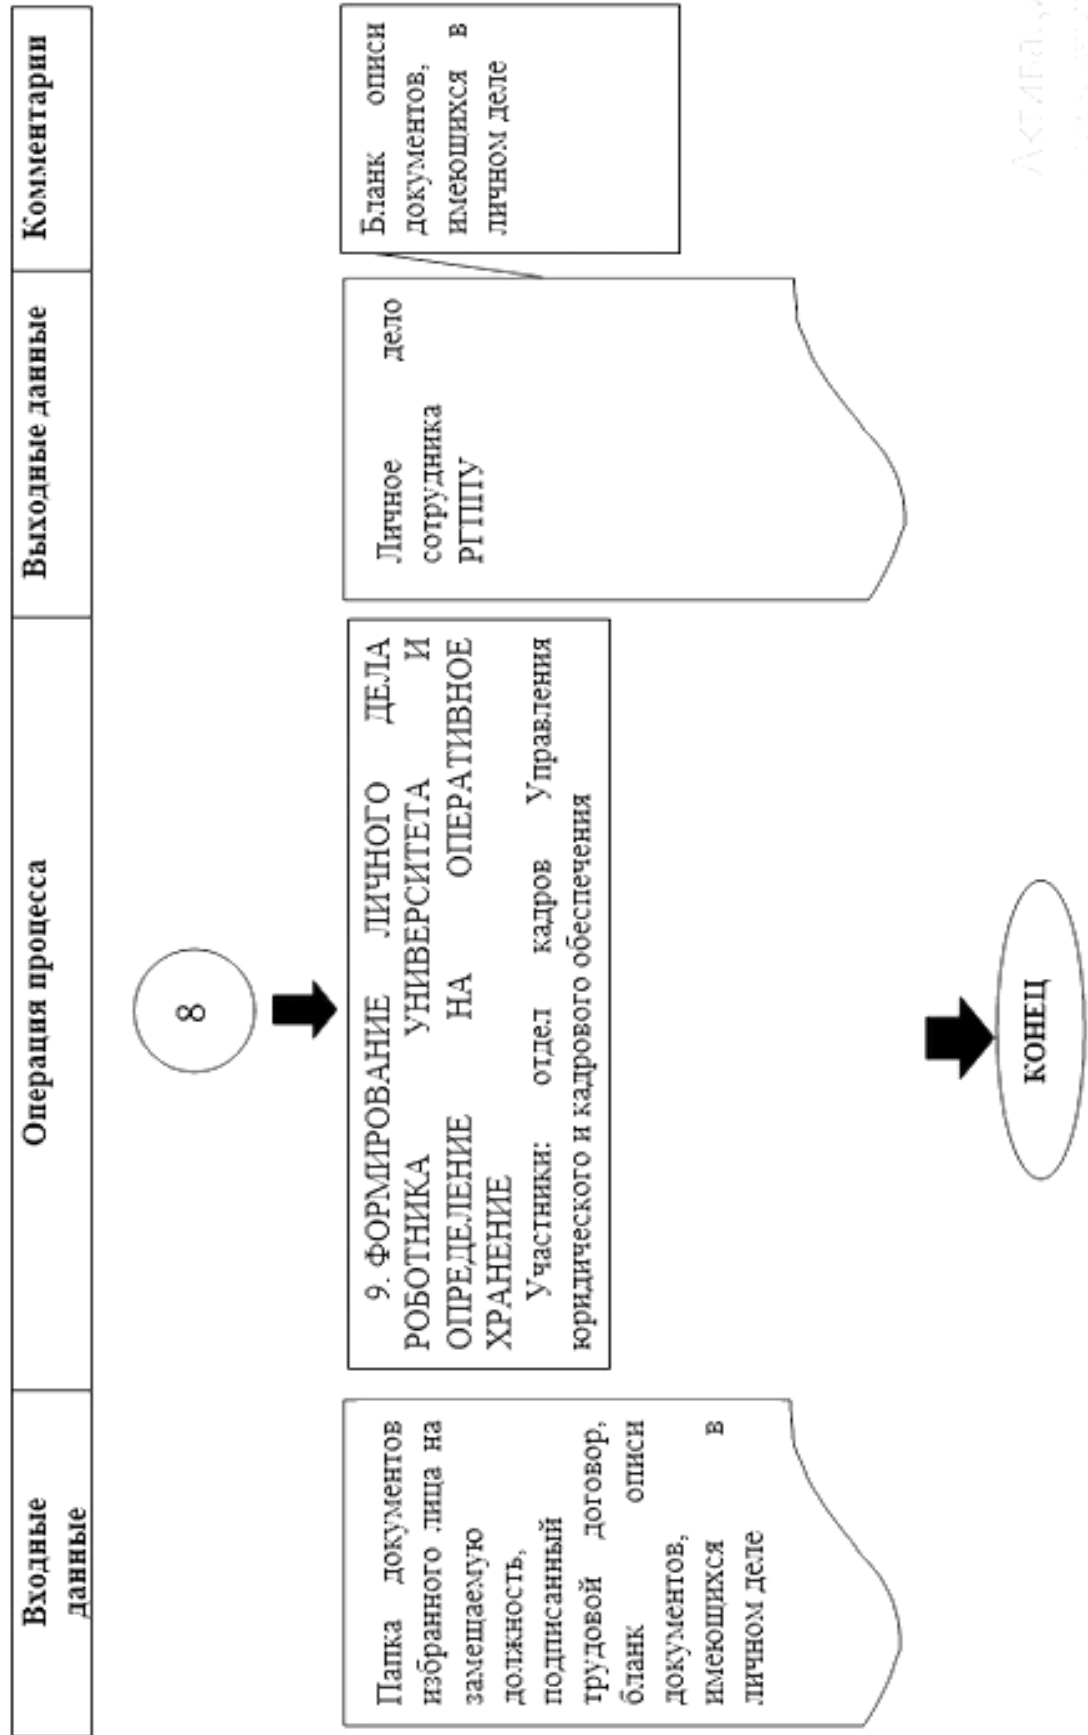 Входные
данные
Операция процесса
Выходные данные
Комментарии
8
Папка документов
избранного лица на
замещаемую
должность,
подписанный
трудовой договор,
бланк описи
документов,
имеющихся в
личном деле
9. ФОРМИРОВАНИЕ ЛИЧНОГО ДЕЛА
РОБОТНИКА УНИВЕРСИТЕТА И
ОПРЕДЕЛЕНИЕ НА ОПЕРАТИВНОЕ
ХРАНЕНИЕ
Участники: отдел кадров Управления
юридического и кадрового обеспечения
Личное дело
сотрудника
РГППУ
Бланк описи
документов,
имеющихся в
личном деле
КОНЕЦ